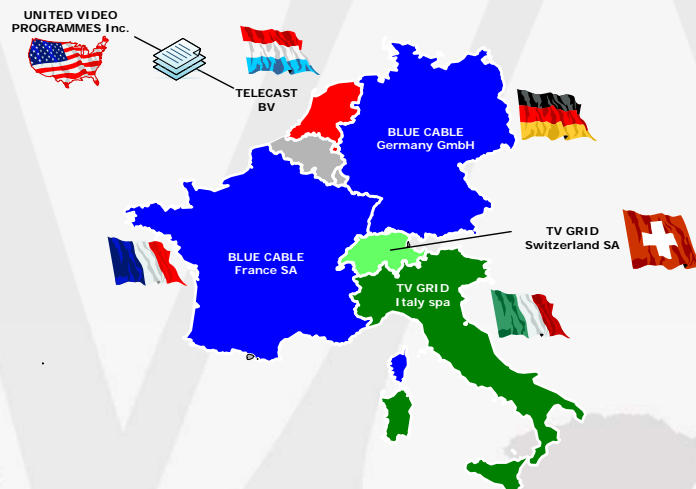 UNITED VIDEO
PROGRAMMES Inc.
TELECAST
BV
BLUE CABLE
Germany GmbH
TV GRID
Switzerland SA
BLUE CABLE
France SA
TV GRID
Italy spa